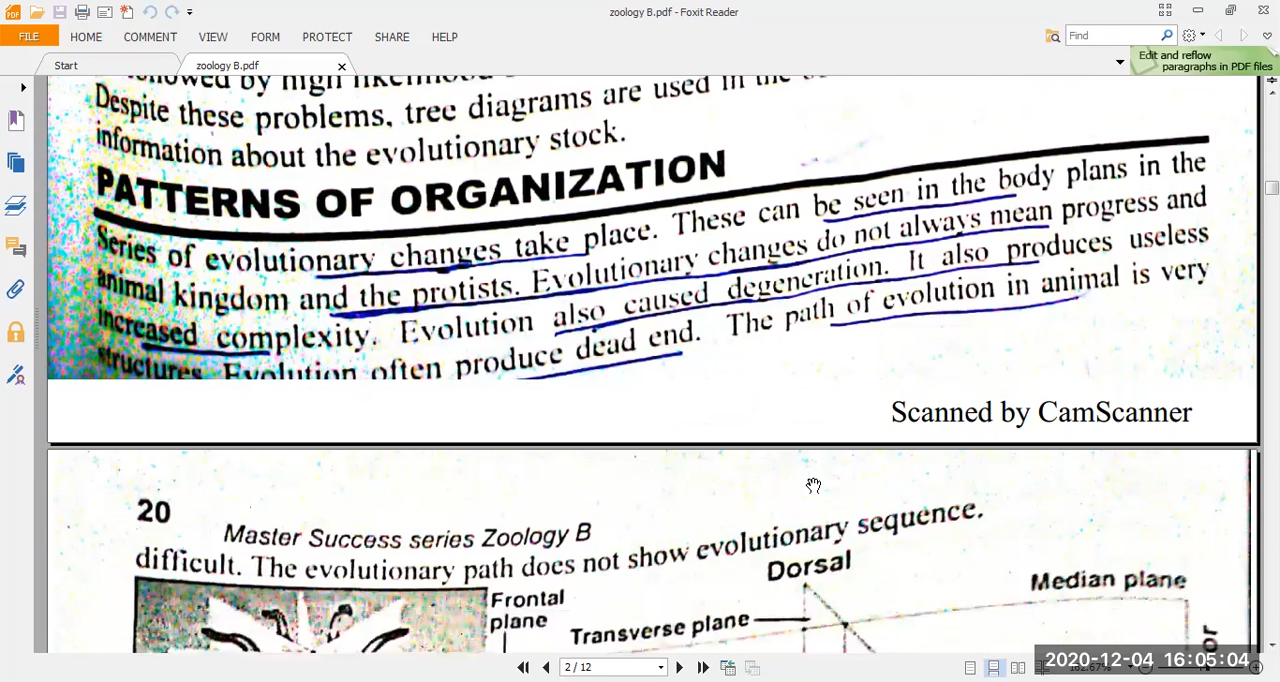 zoology B.pdf - Foxit Reader
FILE HOME COMMENT VIEW FORM PROTECT SHARE HELP
Find
Start zoology B.pdf
Edit and reflow
paragraphs in PDF files
followed by high
Despite these problems, tree diagrams are used in the
information about the evolutionary stock.
PATTERNS OF ORGANIZATION
Series of evolutionary changes take place. These can be seen in the body plans in the
animal kingdom and the protists. Evolutionary changes do not always mean progress and
increased complexity. Evolution also caused degeneration. It also produces useless
structures. Evolution often produce dead end. The path of evolution in animal is very
Scanned by CamScanner
20
Master Success series Zoology B
difficult. The evolutionary path does not show evolutionary sequence.
Dorsal
Median plane
Frontal
plane
Transverse plane
2 / 12
2020-12-04 16:05:04